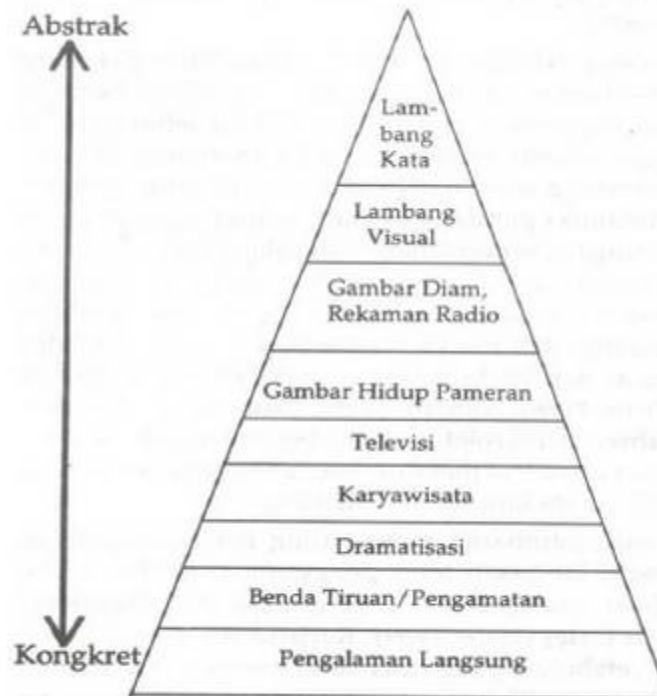 Abstrak
Lam-
bang
Kata
Lambang
Visual
Gambar Diam,
Rekaman Radio
Gambar Hidup Pameran
Televisi
Karyawisata
Dramatisasi
Benda Tiruan/Pengamatan
Kongkret
Pengalaman Langsung